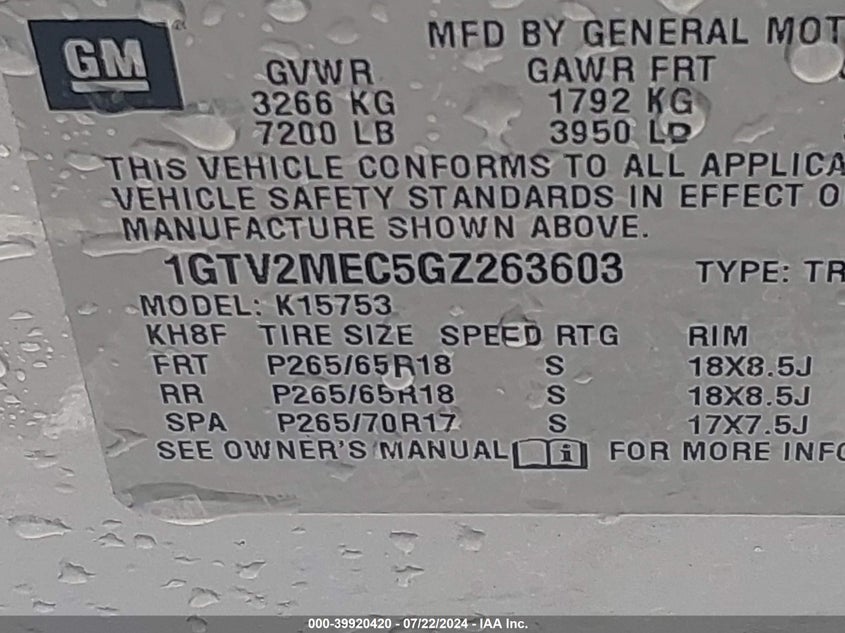 GM
MFD BY GENERAL MOT
GVWR GAWR FRT
3266 KG 1792 KG
7200 LB 3950 LB
THIS VEHICLE CONFORMS TO ALL APPLICA
VEHICLE SAFETY STANDARDS IN EFFECT O
MANUFACTURE SHOWN ABOVE.
1GTV2MEC5GZ263603 TYPE: TR
MODEL: K15753
KH8F TIRE SIZE SPEED RTG RIM
FRT P265/65R18 S 18X8.5J
RR P265/65R18 S 18X8.5J
SPA P265/70R17 S 17X7.5J
SEE OWNER'S MANUAL i FOR MORE INFO
000-39920420 - 07/22/2024 - IAA Inc.